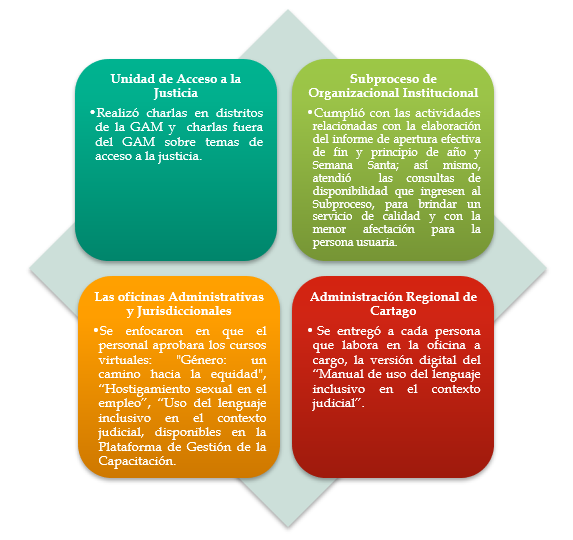 Unidad de Acceso a la
Justicia
•Realizó charlas en distritos
de la GAM y charlas fuera
del GAM sobre temas de
acceso a la justicia.
Subproceso de
Organizacional Institucional
•Cumplió con las actividades
relacionadas con la elaboración
del informe de apertura efectiva
de fin y principio de año y
Semana Santa; así mismo,
atendió las consultas de
disponibilidad que ingresen al
Subproceso, para brindar un
servicio de calidad y con la
menor afectación para la
persona usuaria.
Las oficinas Administrativas
y Jurisdiccionales
•Se enfocaron en que el
personal aprobara los cursos
virtuales: "Género: un
camino hacia la equidad",
“Hostigamiento sexual en el
empleo”, “Uso del lenguaje
inclusivo en el contexto
judicial, disponibles en la
Plataforma de Gestión de la
Capacitación.
Administración Regional de
Cartago
• Se entregó a cada persona
que labora en la oficina a
cargo, la versión digital del
“Manual de uso del lenguaje
inclusivo en el contexto
judicial”.